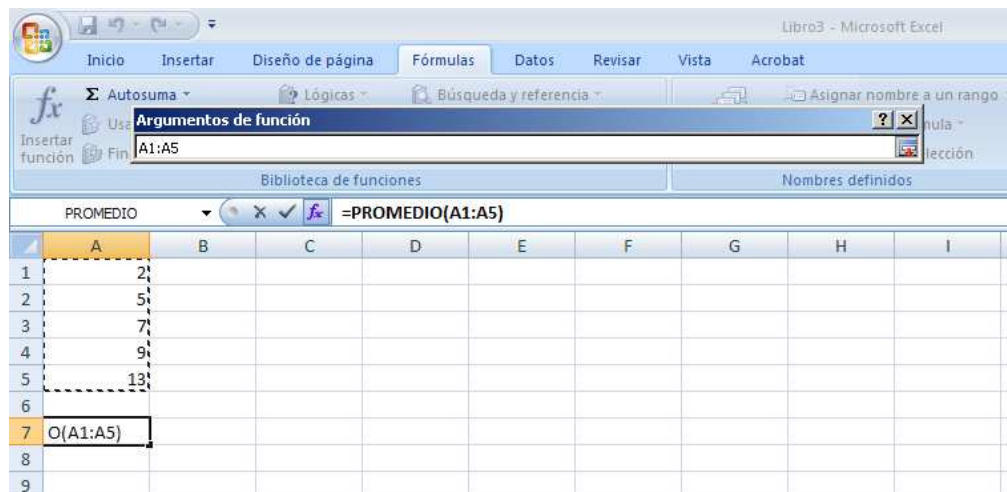 Libro3 - Microsoft Excel
Inicio Insertar Diseño de página Fórmulas Datos Revisar Vista Acrobat
Σ Autosuma Lógicas Búsqueda y referencia Asignar nombre a un rango
Argumentos de función ? X
A1:A5
fx
Insertar función
Biblioteca de funciones Nombres definidos
PROMEDIO fx =PROMEDIO(A1:A5)
A B C D E F G H I
1 2
2 5
3 7
4 9
5 13
6
7 O(A1:A5)
8
9